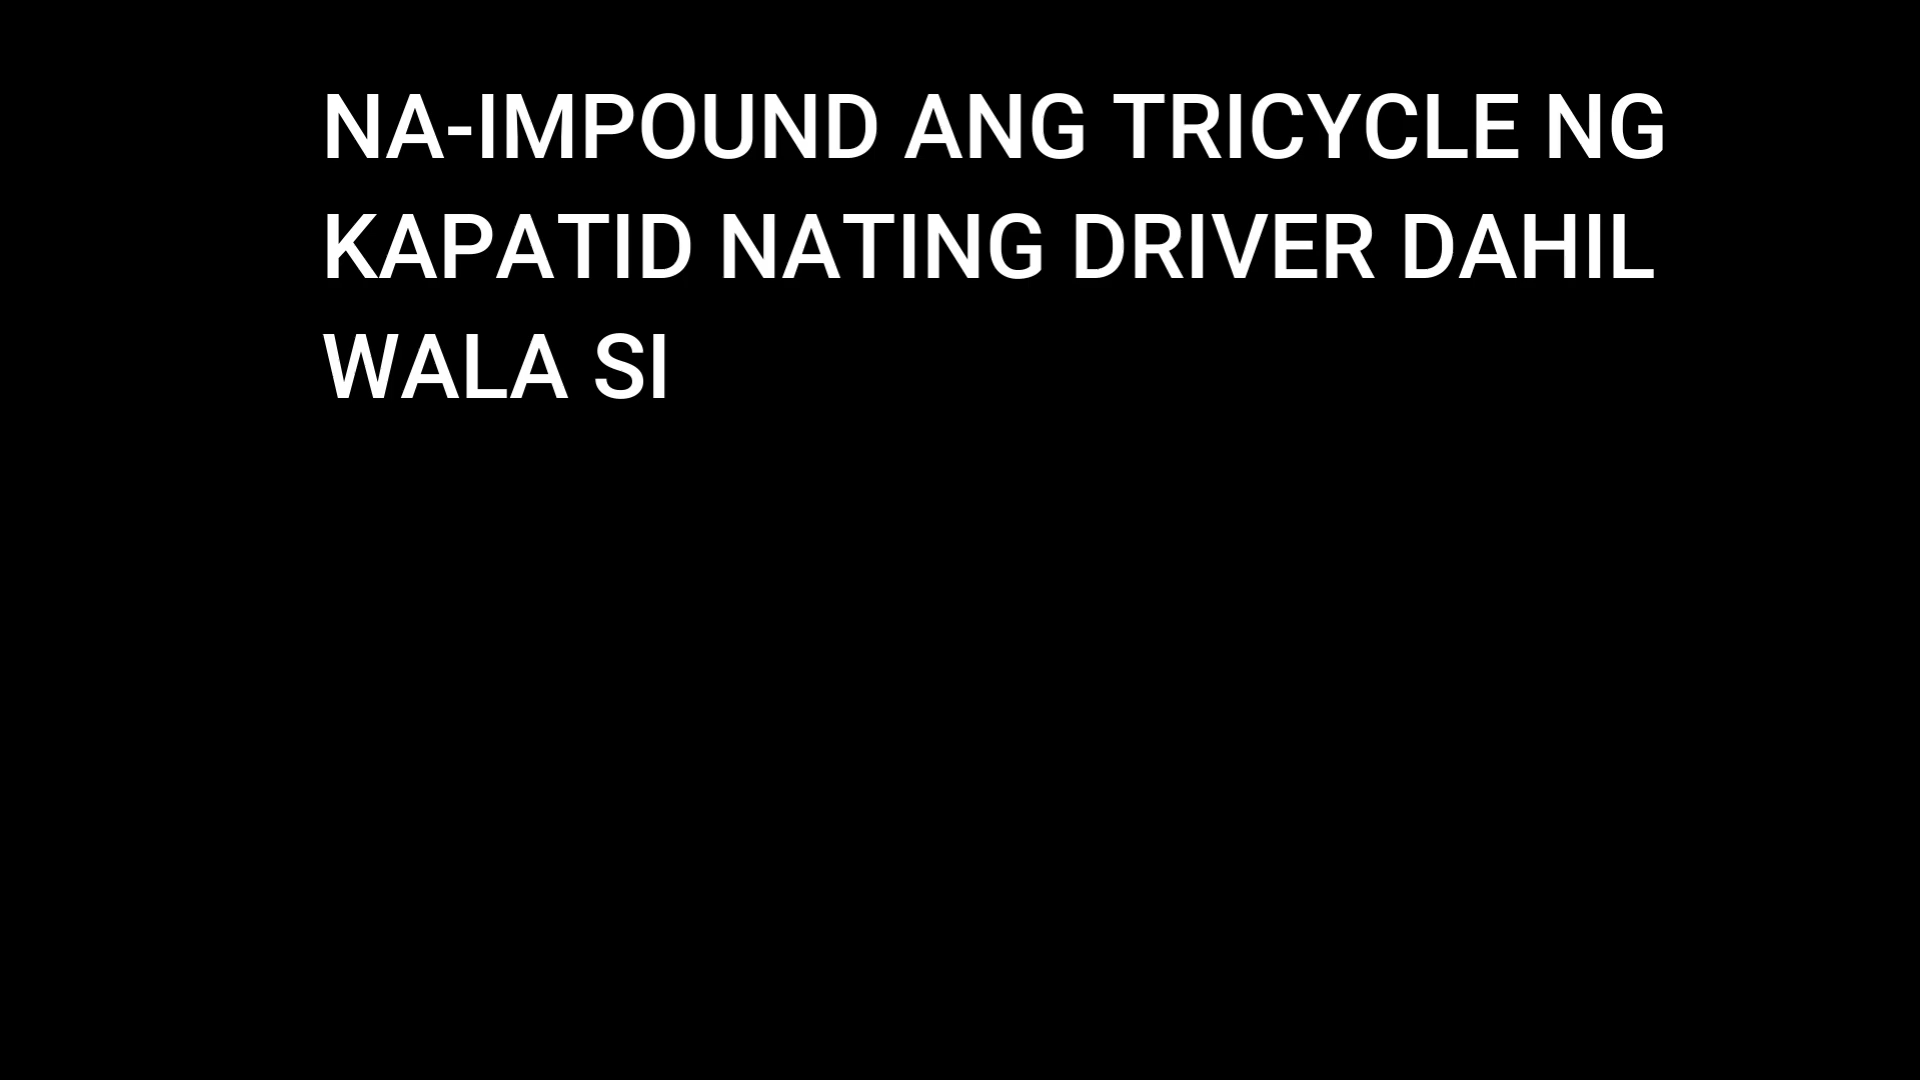 NA-IMPOUND ANG TRICYCLE NG
KAPATID NATING DRIVER DAHIL
WALA SI